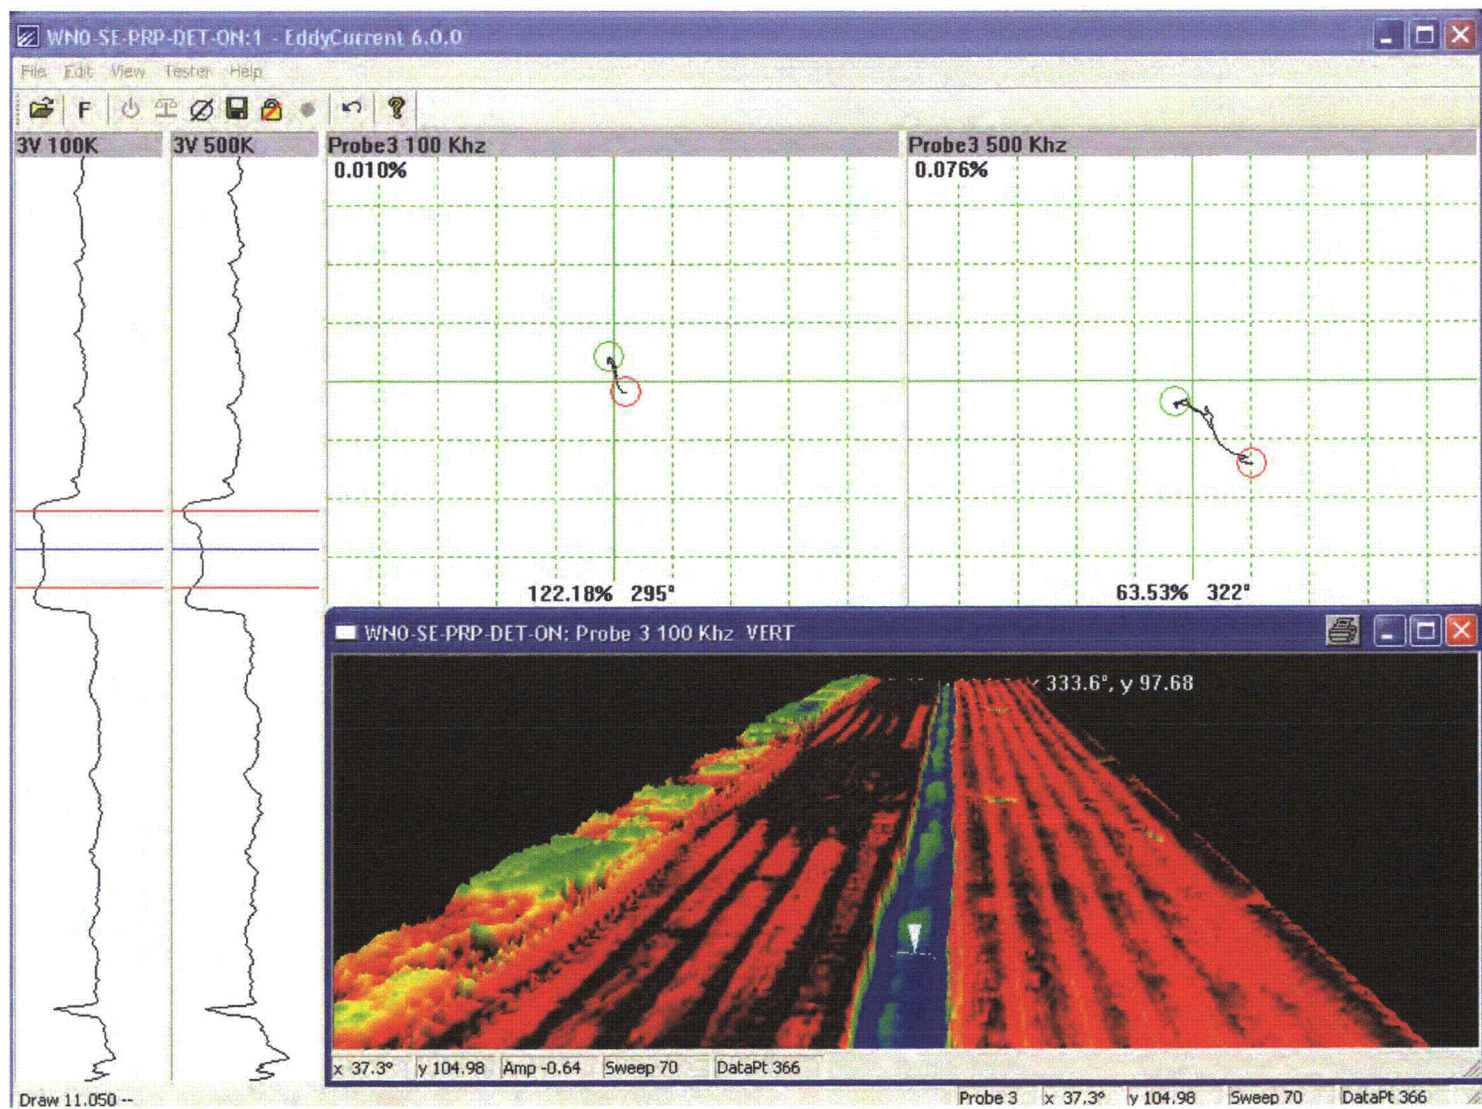 WNO-SE-PRP-DET-ON:1 - EddyCurrent 6.0.0
File Edit View Tester Help
F
3V 100K 3V 500K Probe3 100 Khz Probe3 500 Khz
0.010% 0.076%
122.18% 295° 63.53% 322°
WNO-SE-PRP-DET-ON: Probe 3 100 Khz VERT
333.6°, y 97.68
x 37.3° y 104.98 Amp -0.64 Sweep 70 DataPt 366
Draw 11.050 -- Probe 3 x 37.3° y 104.98 Sweep 70 DataPt 366